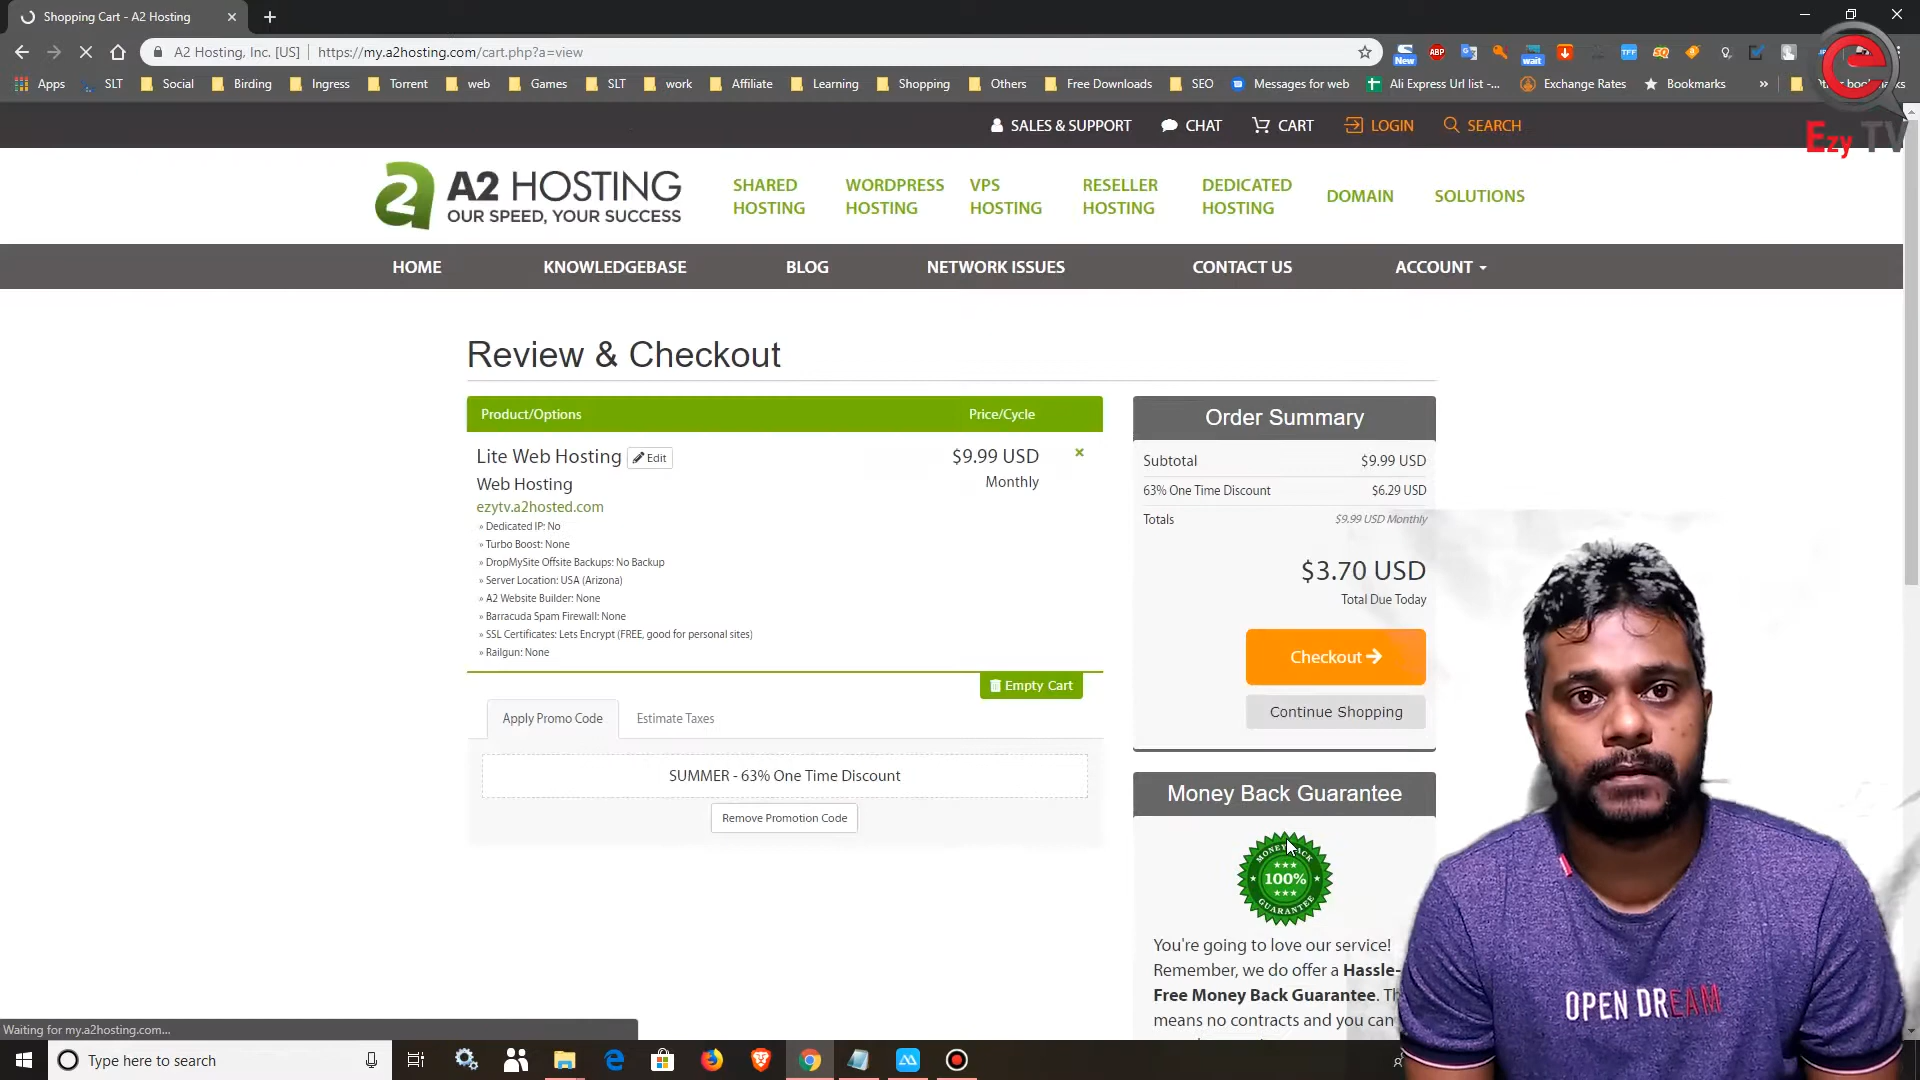 Shopping Cart - A2 Hosting
A2 Hosting, Inc. [US]
https://my.a2hosting.com/cart.php?a=view
New
ABP
wait
TFF
Apps
SLT
Social
Birding
Ingress
Torrent
web
Games
SLT
work
Affiliate
Learning
Shopping
Others
Free Downloads
SEO
Messages for web
Ali Express Url list -...
Exchange Rates
Bookmarks
»
Ezy TV
SALES & SUPPORT
CHAT
CART
LOGIN
SEARCH
A2 HOSTING
OUR SPEED, YOUR SUCCESS
SHARED
HOSTING
WORDPRESS
HOSTING
VPS
HOSTING
RESELLER
HOSTING
DEDICATED
HOSTING
DOMAIN
SOLUTIONS
HOME
KNOWLEDGEBASE
BLOG
NETWORK ISSUES
CONTACT US
ACCOUNT
Review & Checkout
Product/Options
Price/Cycle
Lite Web Hosting
Edit
$9.99 USD
Web Hosting
Monthly
ezytv.a2hosted.com
» Dedicated IP: No
» Turbo Boost: None
» DropMySite Offsite Backups: No Backup
» Server Location: USA (Arizona)
» A2 Website Builder: None
» Barracuda Spam Firewall: None
» SSL Certificates: Lets Encrypt (FREE, good for personal sites)
» Railgun: None
Empty Cart
Apply Promo Code
Estimate Taxes
SUMMER - 63% One Time Discount
Remove Promotion Code
Order Summary
Subtotal
$9.99 USD
63% One Time Discount
$6.29 USD
Totals
$9.99 USD Monthly
$3.70 USD
Total Due Today
Checkout
Continue Shopping
Money Back Guarantee
100%
GUARANTEE
You're going to love our service!
Remember, we do offer a Hassle-
Free Money Back Guarantee.
means no contracts and you can
OPEN DREAM
Waiting for my.a2hosting.com...
Type here to search